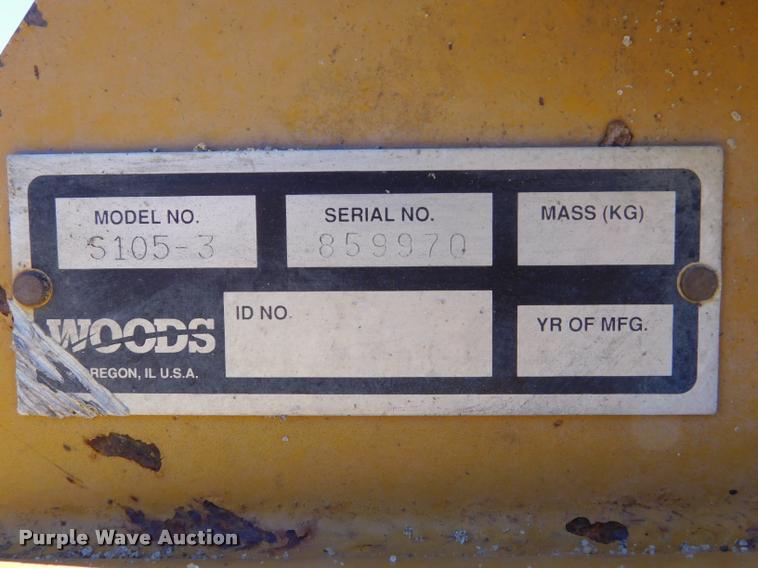 MODEL NO.
S105-3
SERIAL NO.
859970
MASS (KG)
WOODS
REGON, IL U.S.A.
ID NO.
YR OF MFG.
Purple Wave Auction